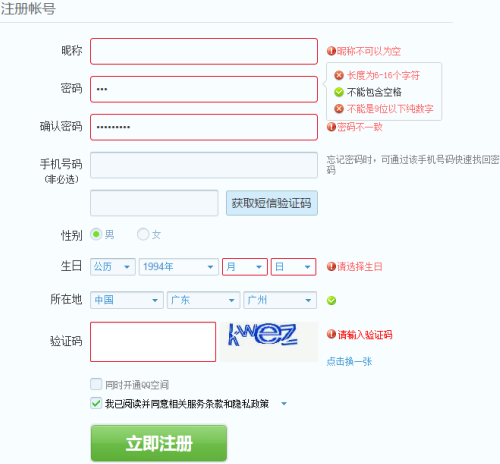 注册帐号
昵称
昵称不可以为空
密码 •••
长度为6-16个字符
不能包含空格
不能是9位以下纯数字
确认密码 •••••••••
密码不一致
手机号码
(非必选)
忘记密码时，可通过该手机号码快速找回密
码
获取短信验证码
性别 男 女
生日 公历 1994年 月 日 请选择生日
所在地 中国 广东 广州
验证码 kwez 请输入验证码
点击换一张
同时开通QQ空间
我已阅读并同意相关服务条款和隐私政策
立即注册